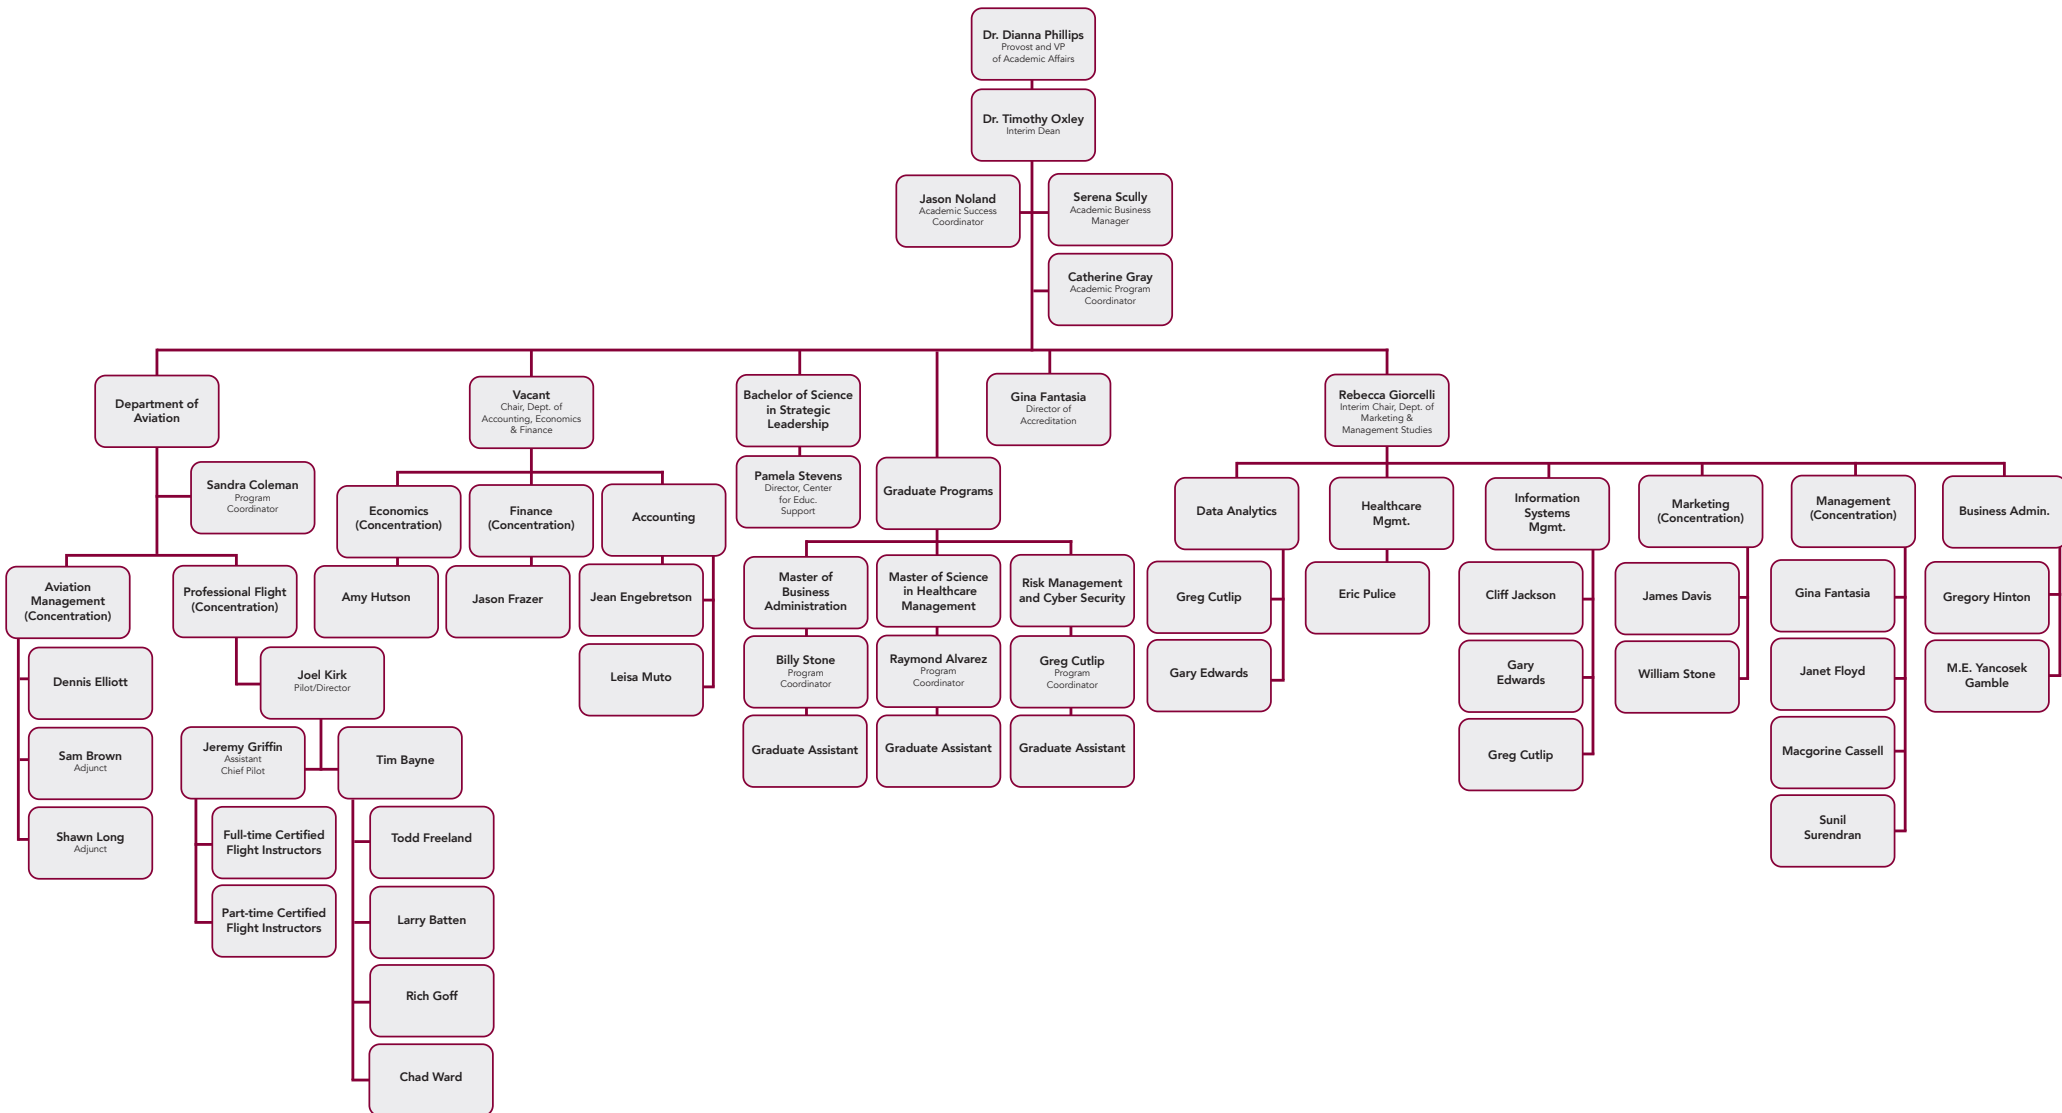 Dr. Dianna Phillips
Provost and VP
of Academic Affairs
Dr. Timothy Oxley
Interim Dean
Jason Noland
Academic Success
Coordinator
Serena Scully
Academic Business
Manager
Catherine Gray
Academic Program
Coordinator
Department of
Aviation
Vacant
Chair, Dept. of
Accounting, Economics
& Finance
Bachelor of Science
in Strategic
Leadership
Gina Fantasia
Director of
Accreditation
Rebecca Giorcelli
Interim Chair, Dept. of
Marketing &
Management Studies
Sandra Coleman
Program
Coordinator
Economics
(Concentration)
Finance
(Concentration)
Accounting
Pamela Stevens
Director, Center
for Educ.
Support
Graduate Programs
Data Analytics
Healthcare
Mgmt.
Information
Systems
Mgmt.
Marketing
(Concentration)
Management
(Concentration)
Business Admin.
Aviation
Management
(Concentration)
Professional Flight
(Concentration)
Amy Hutson
Jason Frazer
Jean Engebretson
Leisa Muto
Master of
Business
Administration
Master of Science
in Healthcare
Management
Risk Management
and Cyber Security
Greg Cutlip
Eric Pulice
Cliff Jackson
James Davis
Gina Fantasia
Gregory Hinton
Dennis Elliott
Joel Kirk
Pilot/Director
Billy Stone
Program
Coordinator
Raymond Alvarez
Program
Coordinator
Greg Cutlip
Program
Coordinator
Gary Edwards
Gary
Edwards
William Stone
Janet Floyd
M.E. Yancosek
Gamble
Sam Brown
Adjunct
Jeremy Griffin
Assistant
Chief Pilot
Tim Bayne
Graduate Assistant
Graduate Assistant
Graduate Assistant
Greg Cutlip
Macgorine Cassell
Shawn Long
Adjunct
Full-time Certified
Flight Instructors
Todd Freeland
Sunil
Surendran
Part-time Certified
Flight Instructors
Larry Batten
Rich Goff
Chad Ward